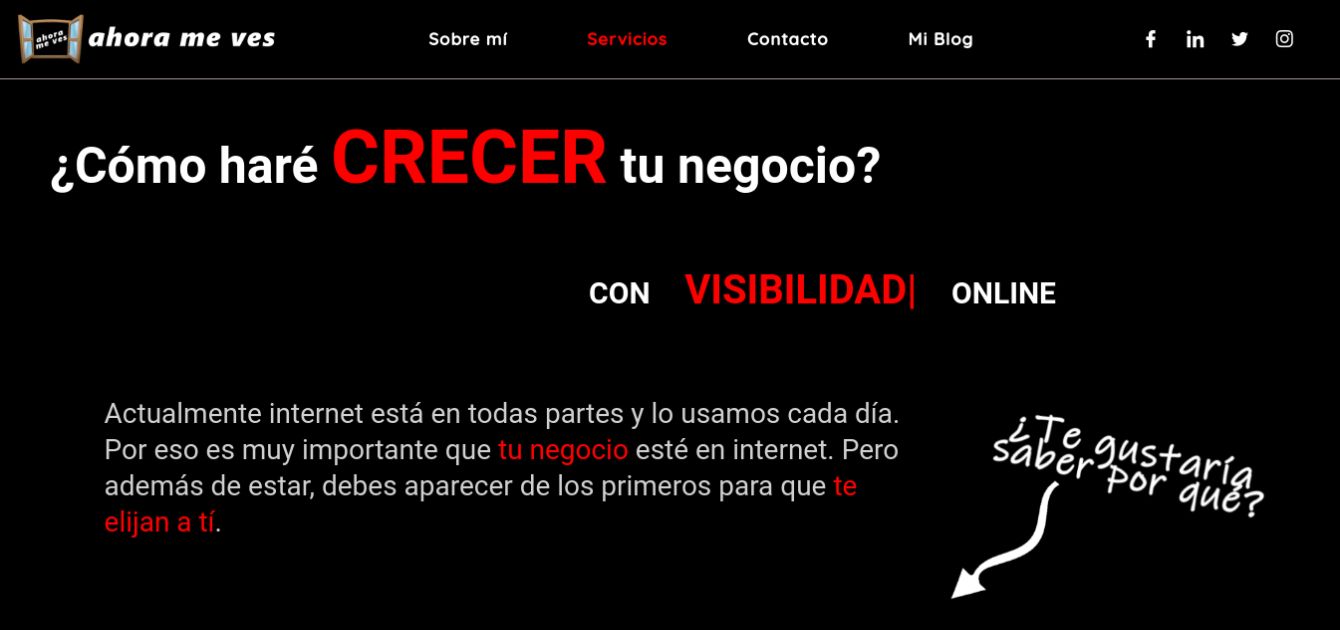 ahora
me ves
ahora me ves
Sobre mí
Servicios
Contacto
Mi Blog
¿Cómo haré CRECER tu negocio?
CON VISIBILIDAD| ONLINE
Actualmente internet está en todas partes y lo usamos cada día.
Por eso es muy importante que tu negocio esté en internet. Pero
además de estar, debes aparecer de los primeros para que te
elijan a tí.
¿Te gustaría
saber por qué?